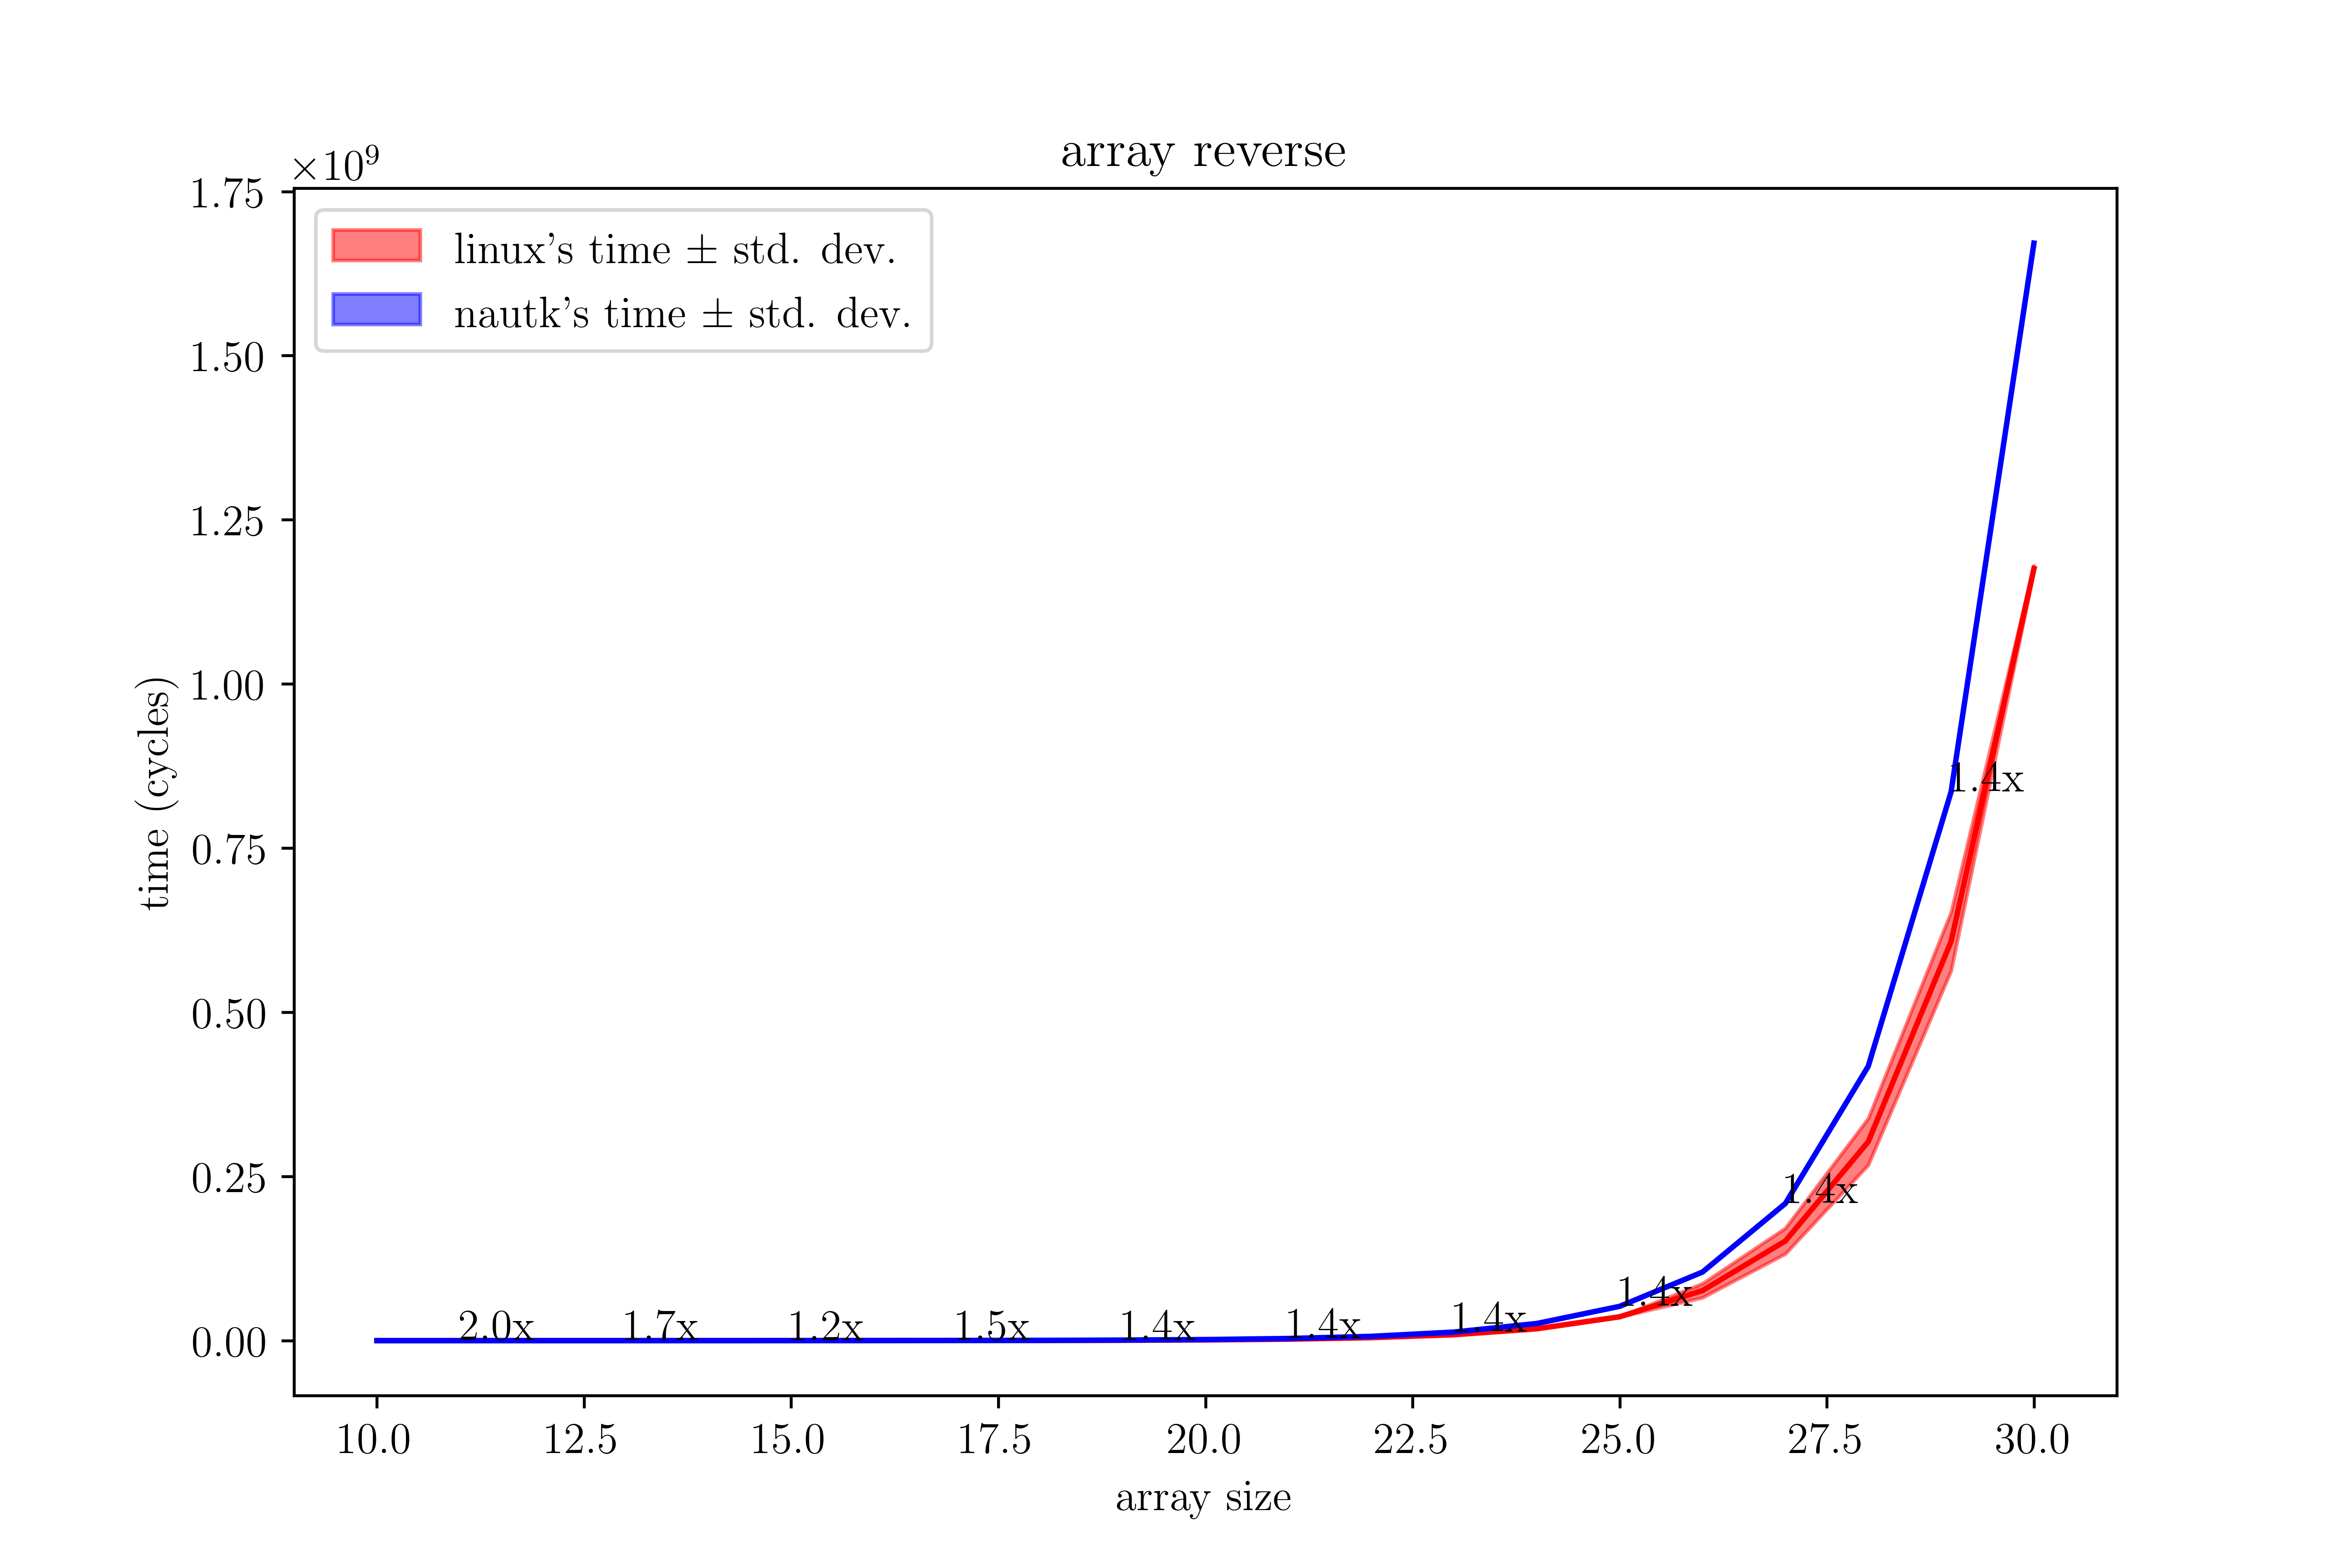 array reverse
×10⁹
1.75
1.50
1.25
1.00
0.75
0.50
0.25
0.00
time (cycles)
linux's time ± std. dev.
nautk's time ± std. dev.
2.0x
1.7x
1.2x
1.5x
1.4x
1.4x
1.4x
1.4x
1.4x
1.4x
10.0
12.5
15.0
17.5
20.0
22.5
25.0
27.5
30.0
array size